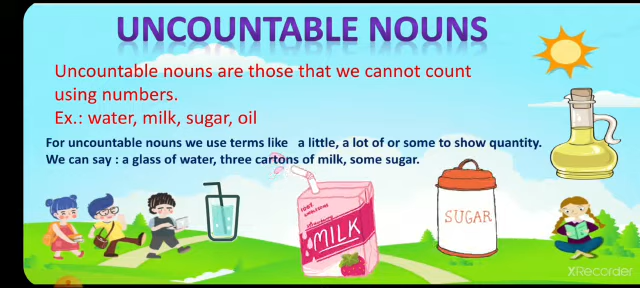 UNCOUNTABLE NOUNS
Uncountable nouns are those that we cannot count
using numbers.
Ex.: water, milk, sugar, oil
For uncountable nouns we use terms like a little, a lot of or some to show quantity.
We can say : a glass of water, three cartons of milk, some sugar.
MILK
SUGAR
XRecorder